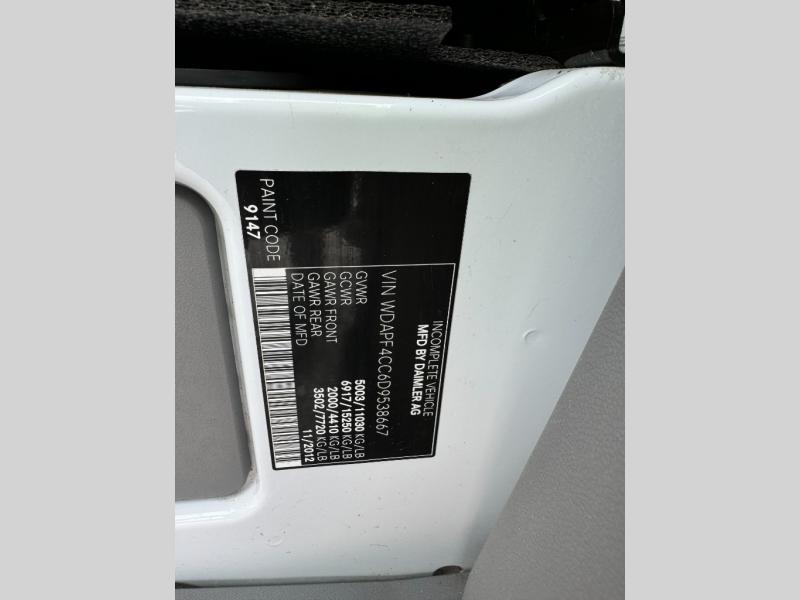 INCOMPLETE VEHICLE
MFD BY DAIMLER AG
VIN WDAPF4CC6D9538667
GVWR 5003/11030 KG/LB
GCWR 6917/15250 KG/LB
GAWR FRONT 2000/4410 KG/LB
GAWR REAR 3502/7720 KG/LB
DATE OF MFD 11/2012
PAINT CODE
9147